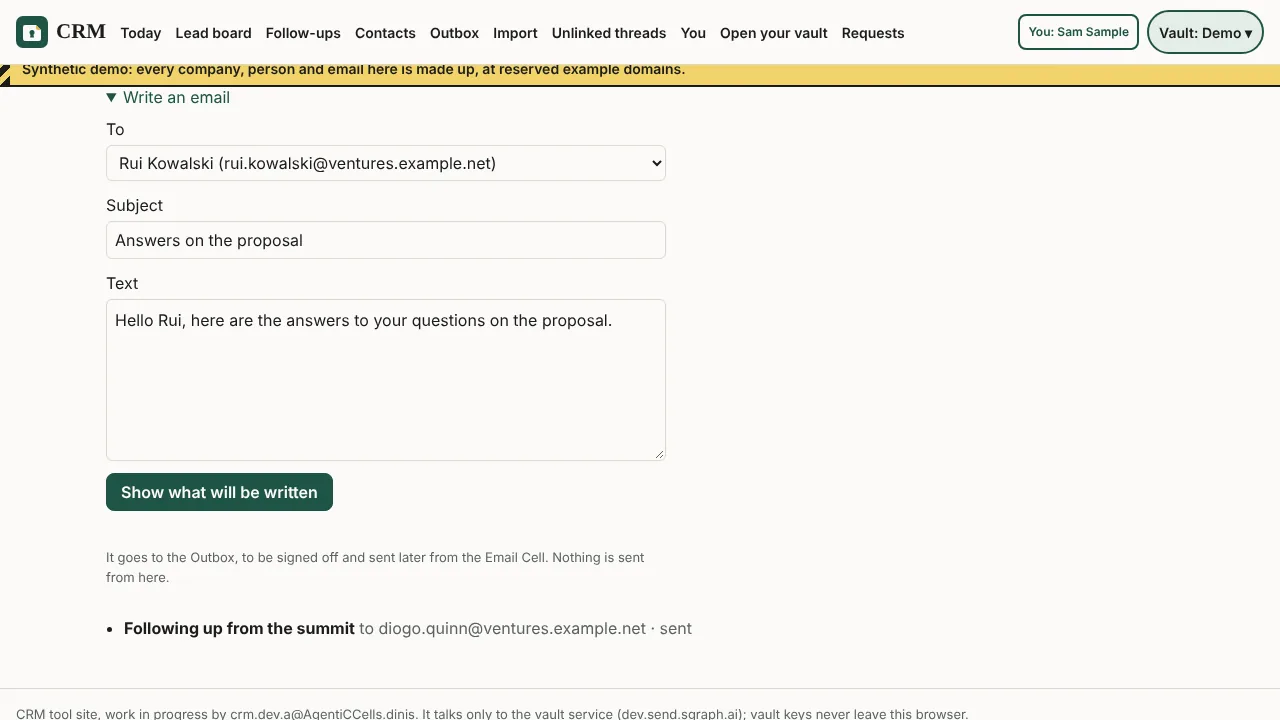 CRM Today Lead board Follow-ups Contacts Outbox Import Unlinked threads You Open your vault Requests You: Sam Sample Vault: Demo ▾
Synthetic demo: every company, person and email here is made up, at reserved example domains.
▼ Write an email
To
Rui Kowalski (rui.kowalski@ventures.example.net)
Subject
Answers on the proposal
Text
Hello Rui, here are the answers to your questions on the proposal.
Show what will be written
It goes to the Outbox, to be signed off and sent later from the Email Cell. Nothing is sent
from here.
• Following up from the summit to diogo.quinn@ventures.example.net · sent
CRM tool site, work in progress by crm.dev.a@AgentiCCells.dinis. It talks only to the vault service (dev.send.sgraph.ai); vault keys never leave this browser.